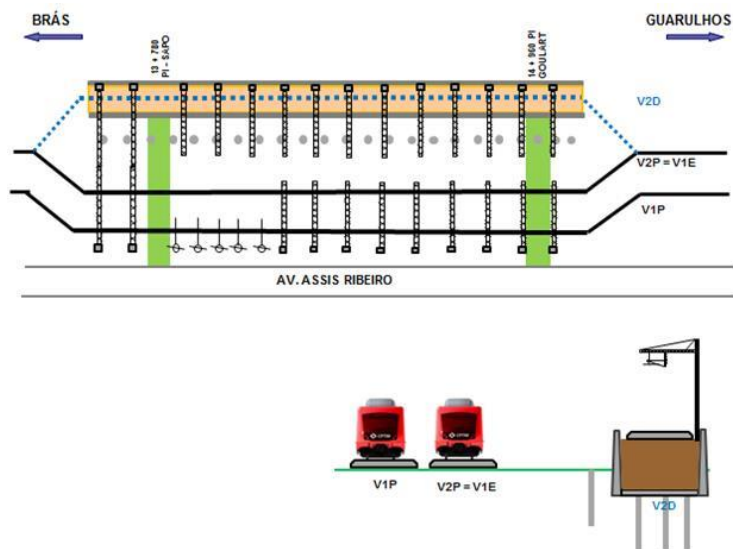 BRÁS
GUARULHOS
13 + 780
PI - SAPO
14 + 960 PI
GOULART
V2D
V2P = V1E
V1P
AV. ASSIS RIBEIRO
V1P
V2P = V1E
V2D